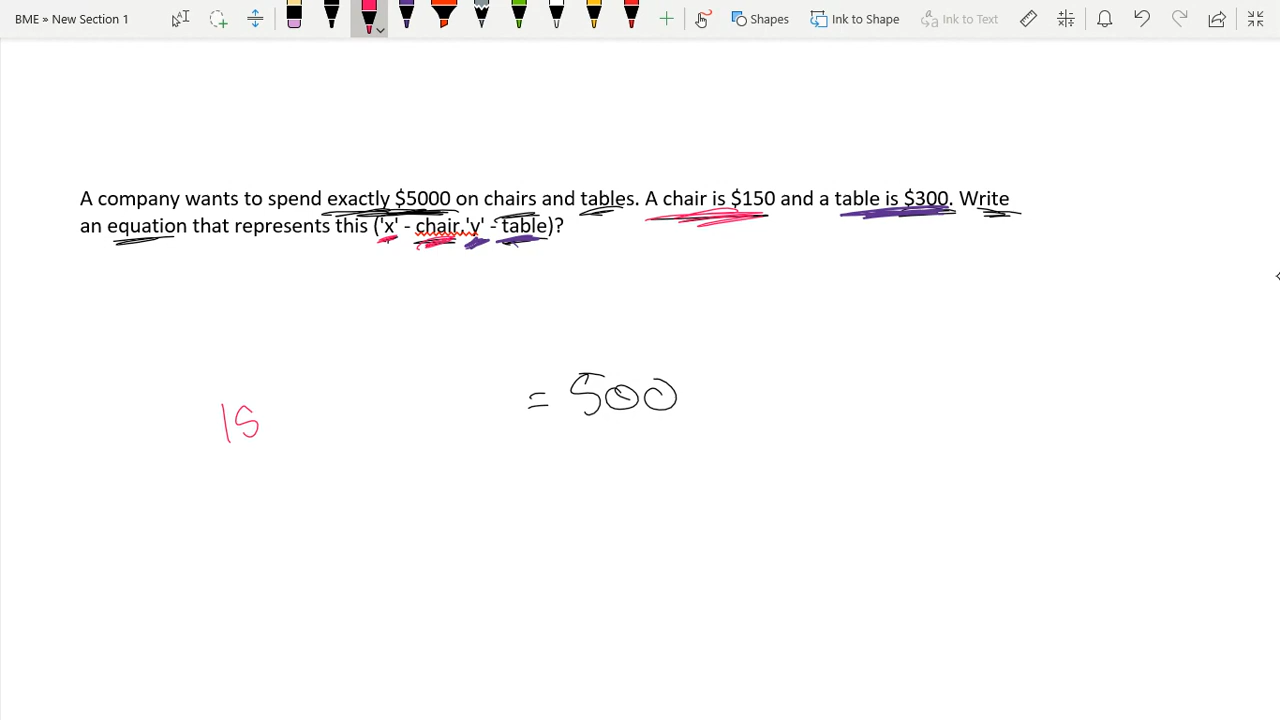 BME » New Section 1
Shapes
Ink to Shape
Ink to Text
A company wants to spend exactly $5000 on chairs and tables. A chair is $150 and a table is $300. Write
an equation that represents this ('x' - chair,'y' - table)?
= 500
15